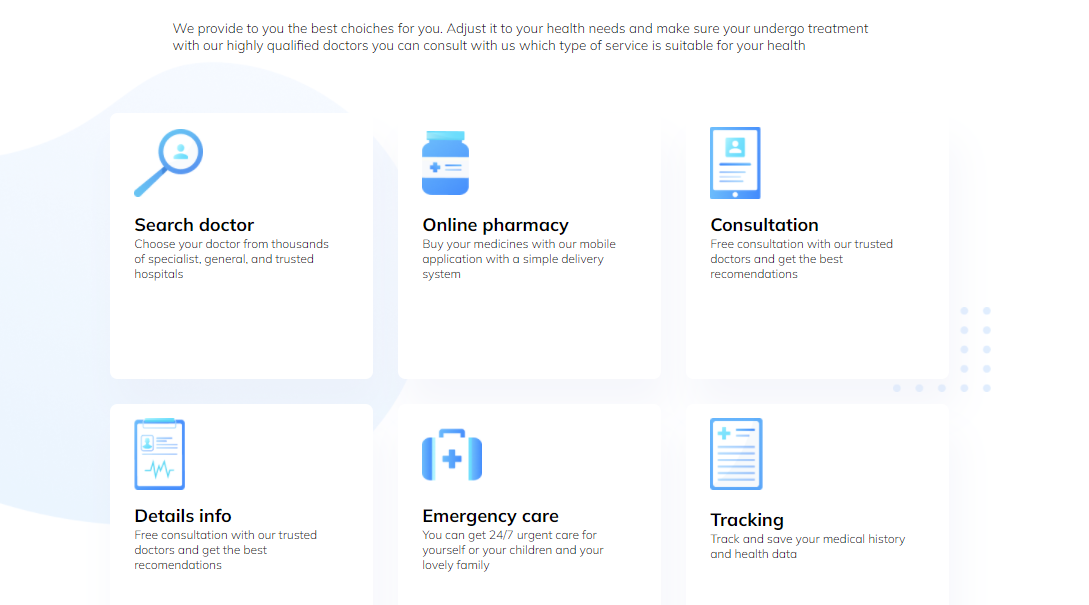 We provide to you the best choiches for you. Adjust it to your health needs and make sure your undergo treatment
with our highly qualified doctors you can consult with us which type of service is suitable for your health
Search doctor
Choose your doctor from thousands
of specialist, general, and trusted
hospitals
Online pharmacy
Buy your medicines with our mobile
application with a simple delivery
system
Consultation
Free consultation with our trusted
doctors and get the best
recomendations
Details info
Free consultation with our trusted
doctors and get the best
recomendations
Emergency care
You can get 24/7 urgent care for
yourself or your children and your
lovely family
Tracking
Track and save your medical history
and health data